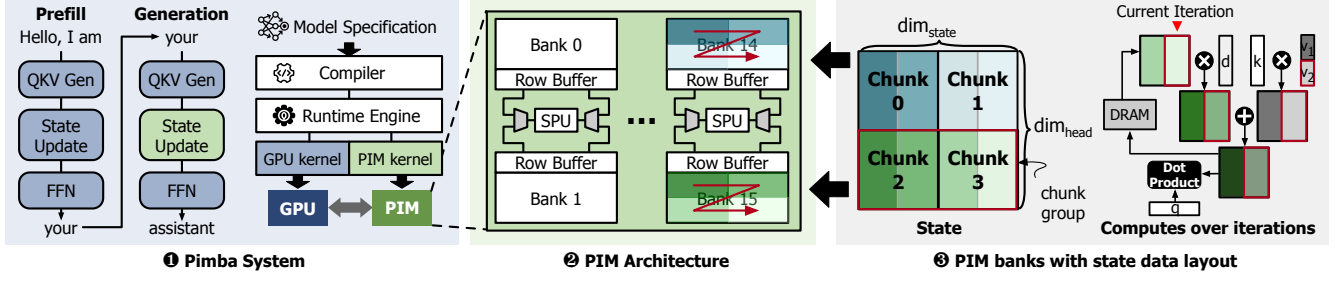 Prefill
Hello, I am
QKV Gen
State
Update
FFN
your
Generation
your
QKV Gen
State
Update
FFN
assistant
Model Specification
Compiler
Runtime Engine
GPU kernel
PIM kernel
GPU
PIM
❶ Pimba System
Bank 0
Row Buffer
SPU
Row Buffer
Bank 1
...
Bank 14
Row Buffer
SPU
Row Buffer
Bank 15
❷ PIM Architecture
dim_state
Chunk
0
Chunk
1
Chunk
2
Chunk
3
dim_head
chunk
group
State
Current Iteration
d
k
v_1
v_2
DRAM
Dot
Product
q
Computes over iterations
❸ PIM banks with state data layout